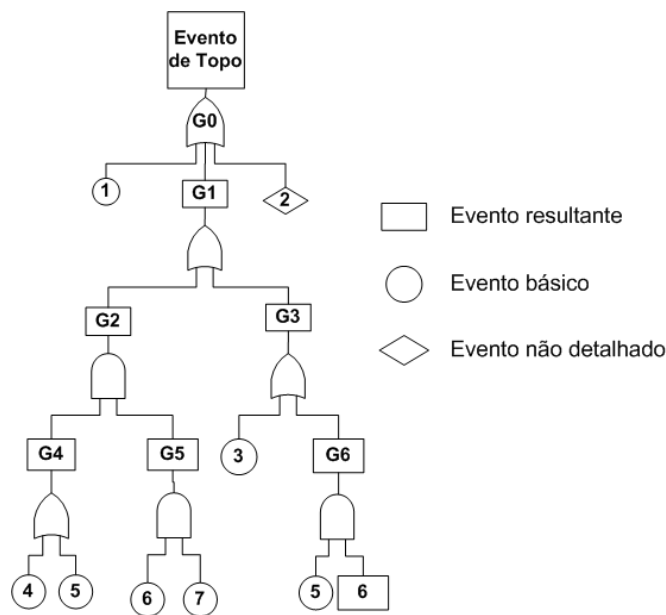 Evento
de Topo
G0
1
G1
2
Evento resultante
Evento básico
Evento não detalhado
G2
G3
G4
G5
3
G6
4
5
6
7
5
6